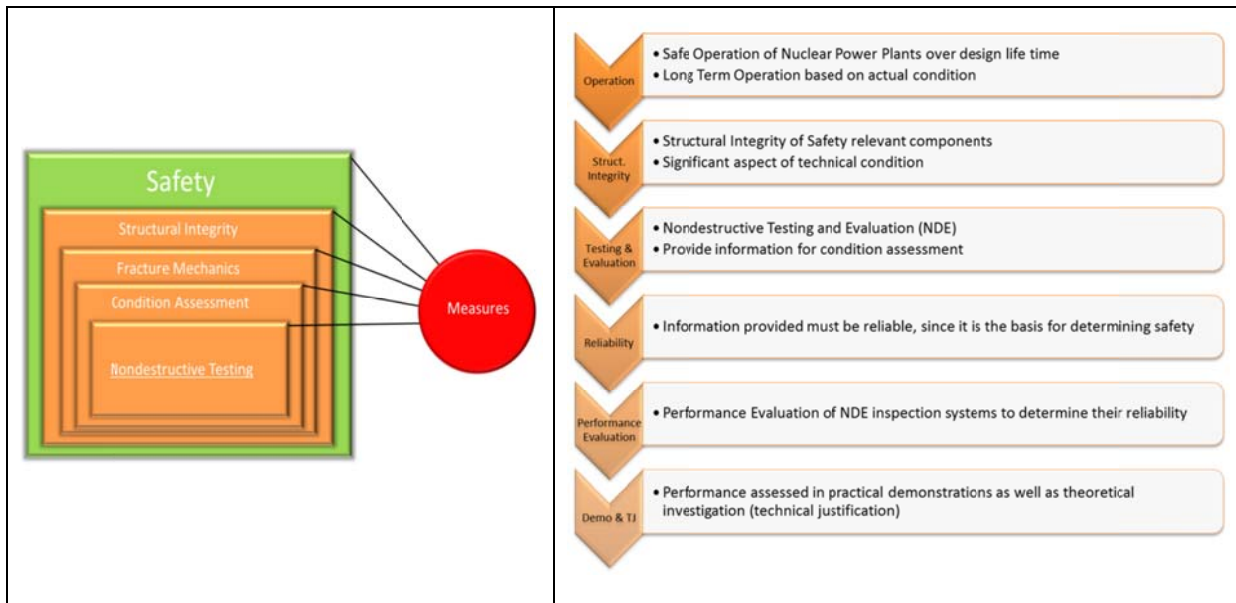 Safety
Structural Integrity
Fracture Mechanics
Condition Assessment
Nondestructive Testing
Measures
Operation
• Safe Operation of Nuclear Power Plants over design life time
• Long Term Operation based on actual condition
Struct.
Integrity
• Structural Integrity of Safety relevant components
• Significant aspect of technical condition
Testing &
Evaluation
• Nondestructive Testing and Evaluation (NDE)
• Provide information for condition assessment
Reliability
• Information provided must be reliable, since it is the basis for determining safety
Performance
Evaluation
• Performance Evaluation of NDE inspection systems to determine their reliability
Demo & TJ
• Performance assessed in practical demonstrations as well as theoretical
investigation (technical justification)